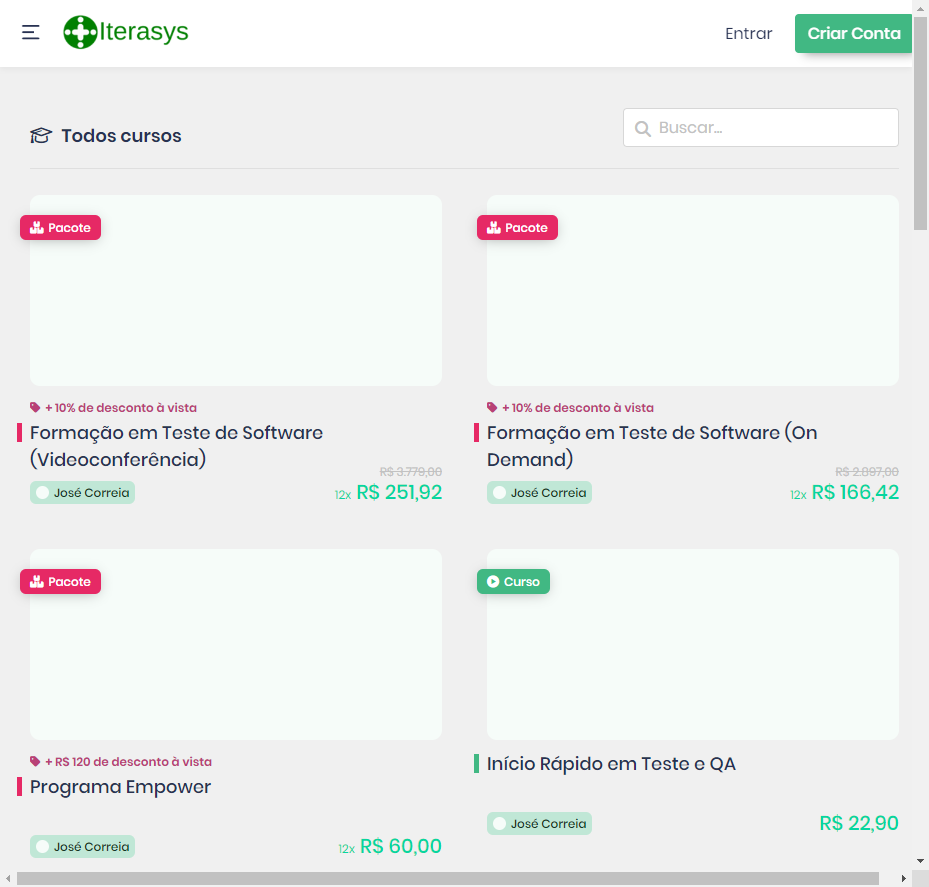 Iterasys
Entrar
Criar Conta
Todos cursos
Buscar...
Pacote
+ 10% de desconto à vista
Formação em Teste de Software
(Videoconferência)
R$ 3.779,00
José Correia
12x R$ 251,92
Pacote
+ 10% de desconto à vista
Formação em Teste de Software (On
Demand)
R$ 2.897,00
José Correia
12x R$ 166,42
Pacote
+ R$ 120 de desconto à vista
Programa Empower
José Correia
12x R$ 60,00
Curso
Início Rápido em Teste e QA
José Correia
R$ 22,90